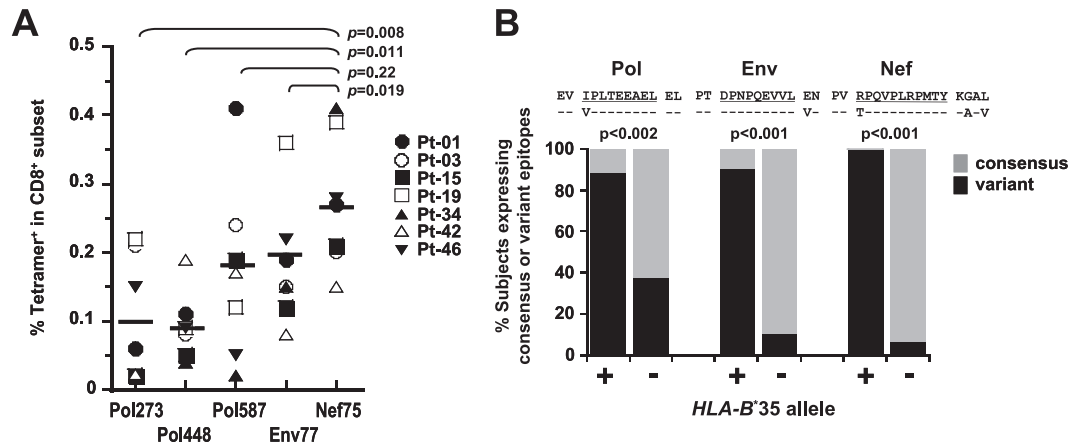 A
% Tetramer+ in CD8+ subset
0.5
0.4
0.3
0.2
0.1
0
p=0.008
p=0.011
p=0.22
p=0.019
Pt-01
Pt-03
Pt-15
Pt-19
Pt-34
Pt-42
Pt-46
Pol273
Pol448
Pol587
Env77
Nef75
B
Pol Env Nef
EV IPLTEEAEL EL PT DPNPQEVVL EN PV RPQVPLRPMTY KGAL
-- V-------- -- -- --------- V- -- T---------- -A-V
p<0.002 p<0.001 p<0.001
% Subjects expressing
consensus or variant epitopes
100
80
60
40
20
0
consensus
variant
+ - + - + -
HLA-B*35 allele